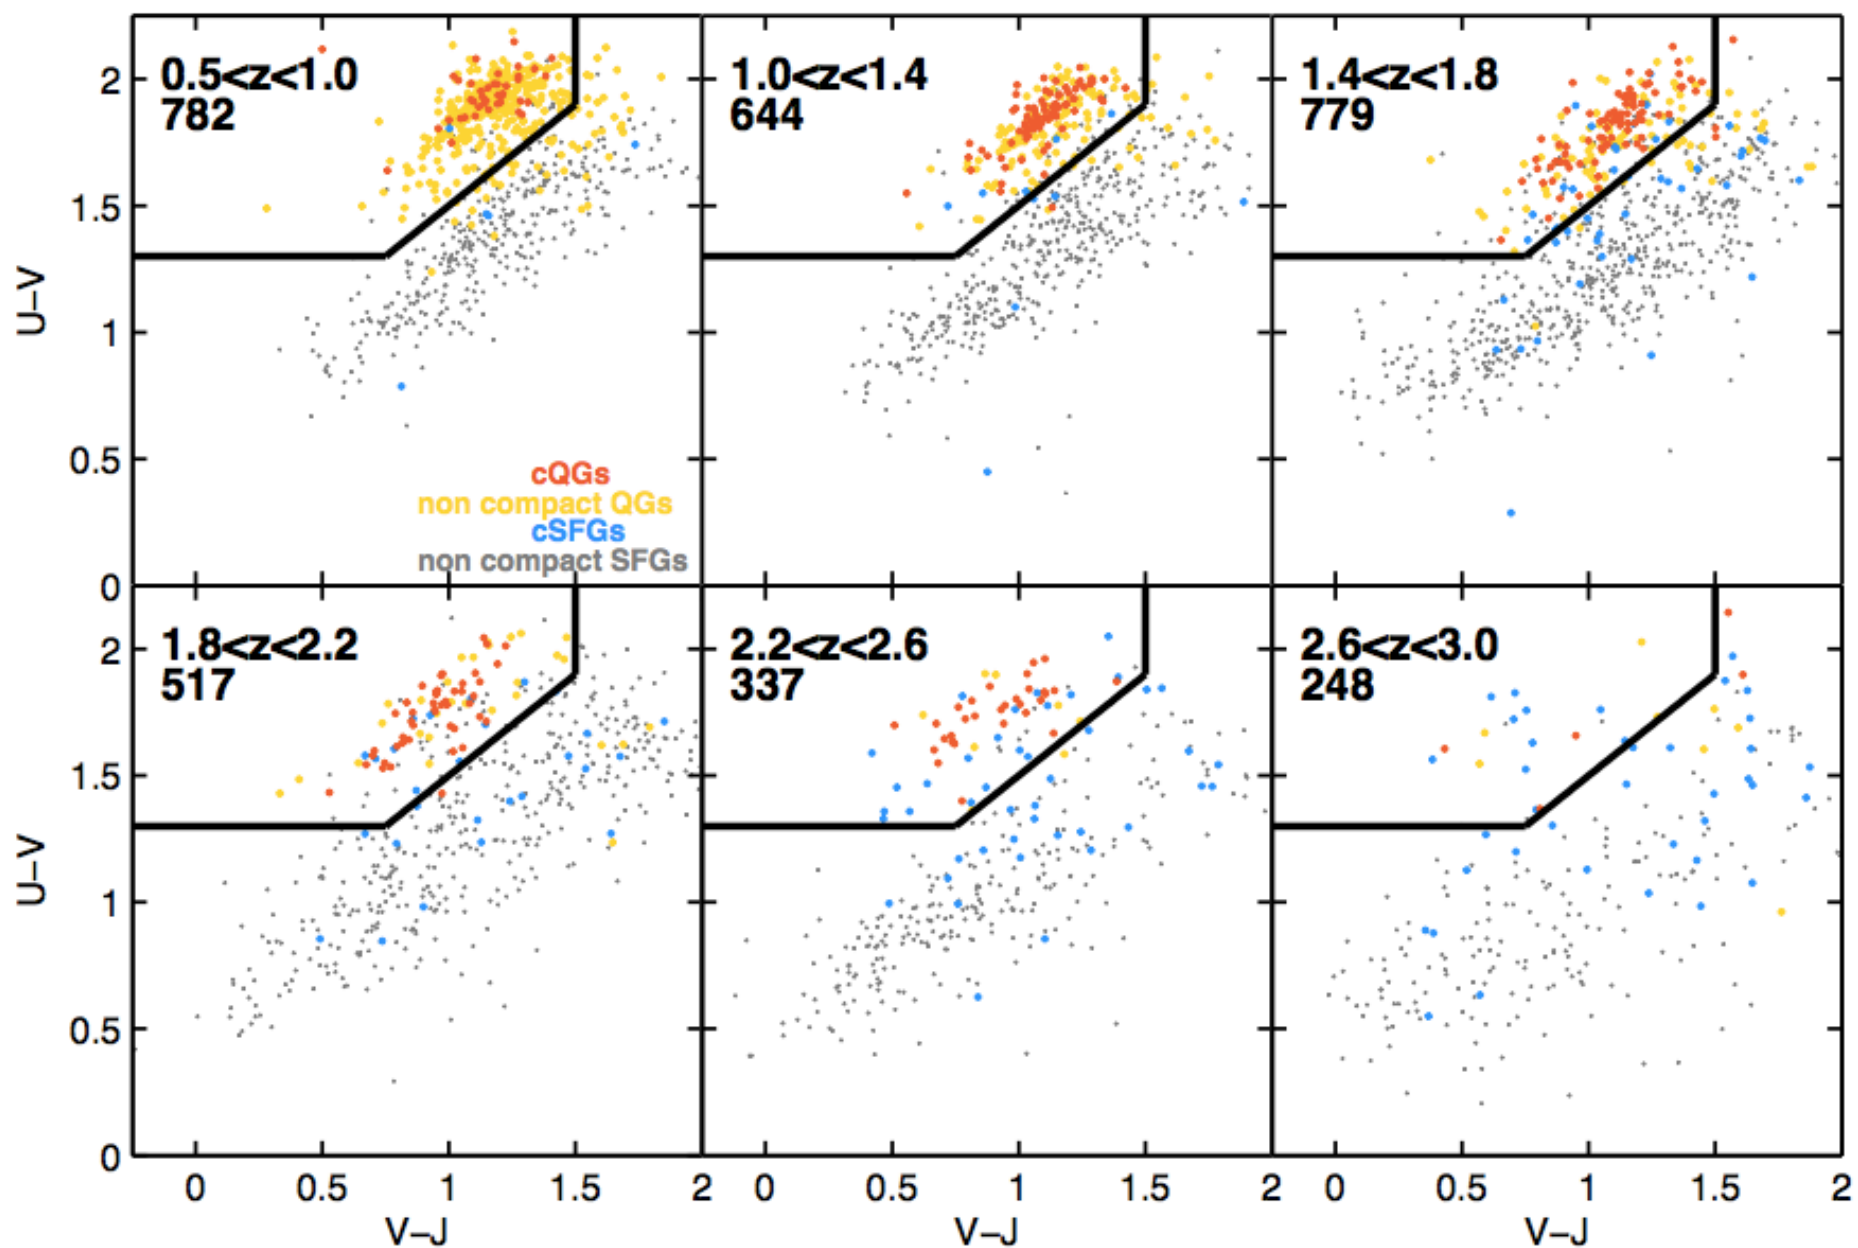 0.5<z<1.0
782
1.0<z<1.4
644
1.4<z<1.8
779
2
1.5
1
0.5
0
U−V
cQGs
non compact QGs
cSFGs
non compact SFGs
1.8<z<2.2
517
2.2<z<2.6
337
2.6<z<3.0
248
2
1.5
1
0.5
0
U−V
0 0.5 1 1.5 2 0 0.5 1 1.5 2 0 0.5 1 1.5 2
V−J V−J V−J